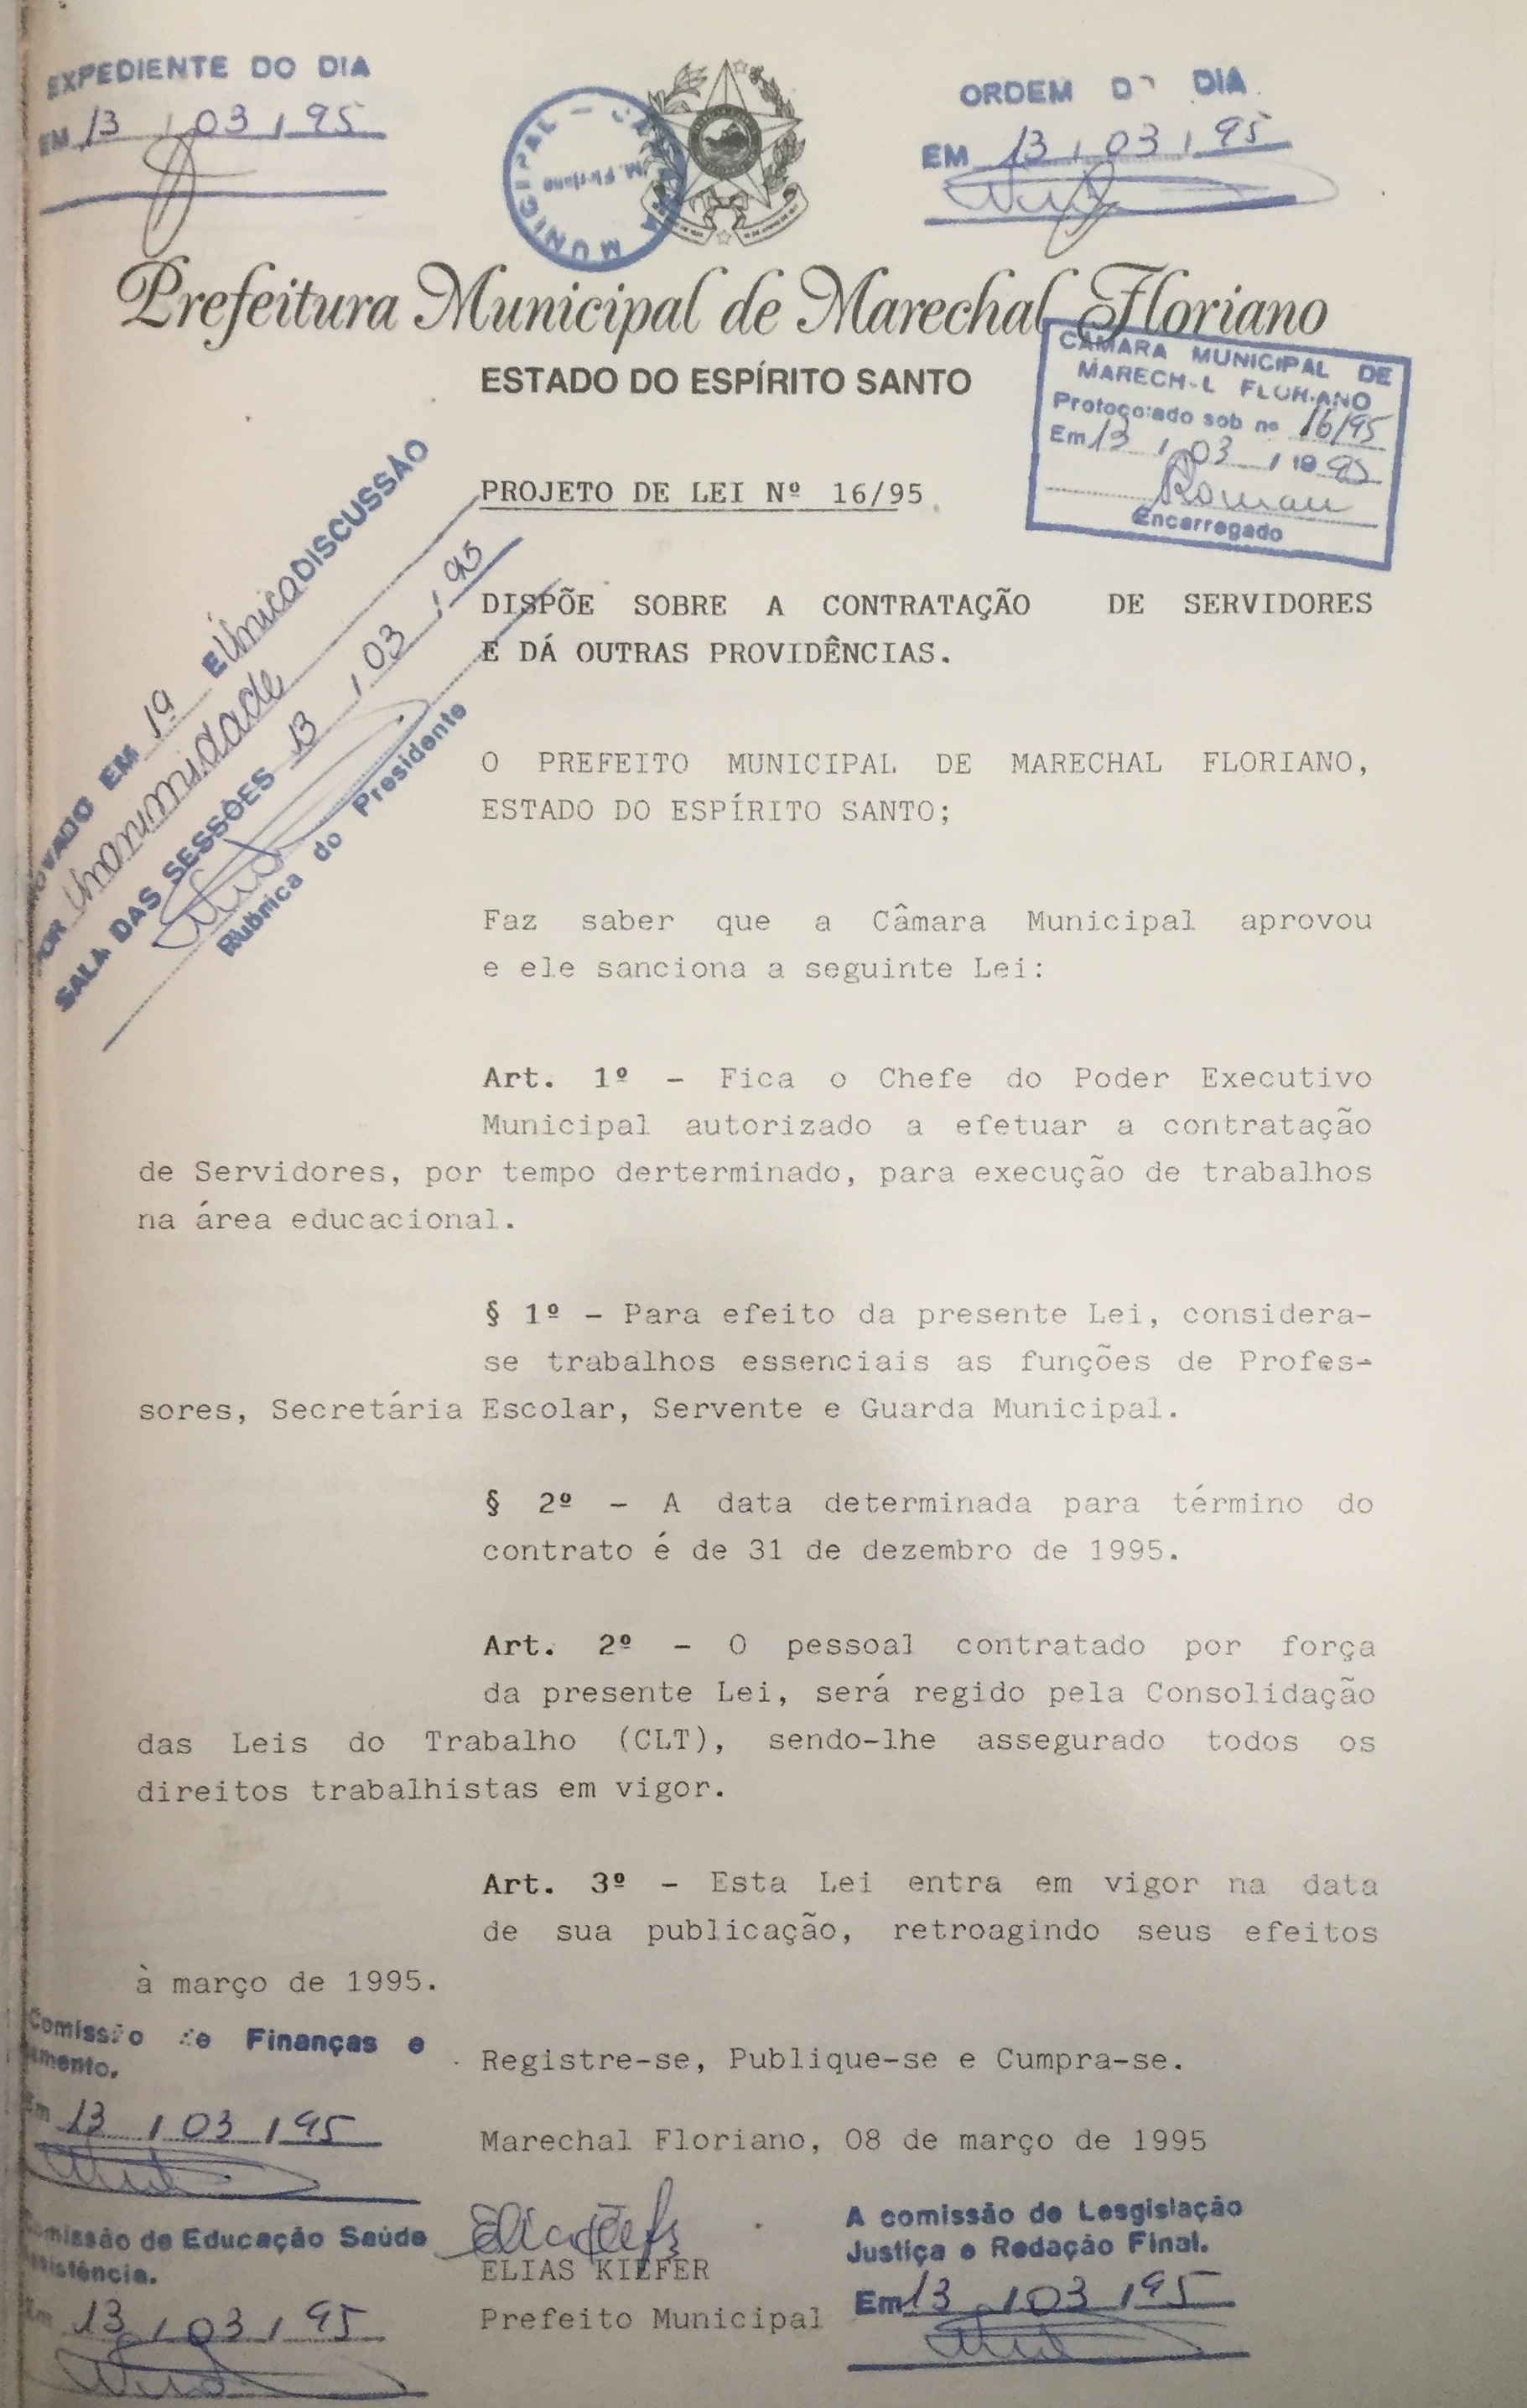 EXPEDIENTE DO DIA
EM 13 / 03 / 95
CÂMARA MUNICIPAL
M. Floriano
ORDEM DO DIA
EM 13 / 03 / 95
Prefeitura Municipal de Marechal Floriano
ESTADO DO ESPÍRITO SANTO
CÂMARA MUNICIPAL DE
MARECHAL FLORIANO
Protocolado sob nº 16/95
Em 13 / 03 / 1995
Encarregado
PROJETO DE LEI Nº 16/95
OVADO EM 1ª E Única DISCUSSÃO
POR Unanimidade
SALA DAS SESSÕES 13 / 03 / 95
Rubrica do Presidente
DISPÕE SOBRE A CONTRATAÇÃO DE SERVIDORES
E DÁ OUTRAS PROVIDÊNCIAS.
O PREFEITO MUNICIPAL DE MARECHAL FLORIANO,
ESTADO DO ESPÍRITO SANTO;
Faz saber que a Câmara Municipal aprovou
e ele sanciona a seguinte Lei:
Art. 1º - Fica o Chefe do Poder Executivo
Municipal autorizado a efetuar a contratação
de Servidores, por tempo derterminado, para execução de trabalhos
na área educacional.
§ 1º - Para efeito da presente Lei, considera-
se trabalhos essenciais as funções de Profes-
sores, Secretária Escolar, Servente e Guarda Municipal.
§ 2º - A data determinada para término do
contrato é de 31 de dezembro de 1995.
Art. 2º - O pessoal contratado por força
da presente Lei, será regido pela Consolidação
das Leis do Trabalho (CLT), sendo-lhe assegurado todos os
direitos trabalhistas em vigor.
Art. 3º - Esta Lei entra em vigor na data
de sua publicação, retroagindo seus efeitos
à março de 1995.
Comissão de Finanças e
amento.
Em 13 / 03 / 95
Registre-se, Publique-se e Cumpra-se.
Marechal Floriano, 08 de março de 1995
omissão de Educação Saúde
sistência.
Em 13 / 03 / 95
ELIAS KIEFER
Prefeito Municipal
A comissão de Lesgislação
Justiça e Redação Final.
Em 13 / 03 / 95